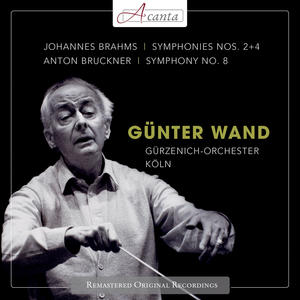 Acanta
JOHANNES BRAHMS | SYMPHONIES NOS. 2+4
ANTON BRUCKNER | SYMPHONY NO. 8
GÜNTER WAND
GÜRZENICH-ORCHESTER
KÖLN
REMASTERED ORIGINAL RECORDINGS